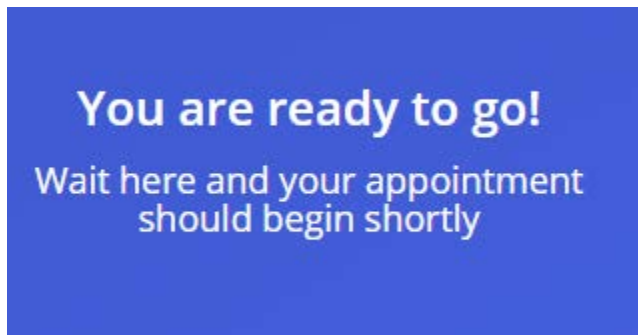 You are ready to go!
Wait here and your appointment
should begin shortly